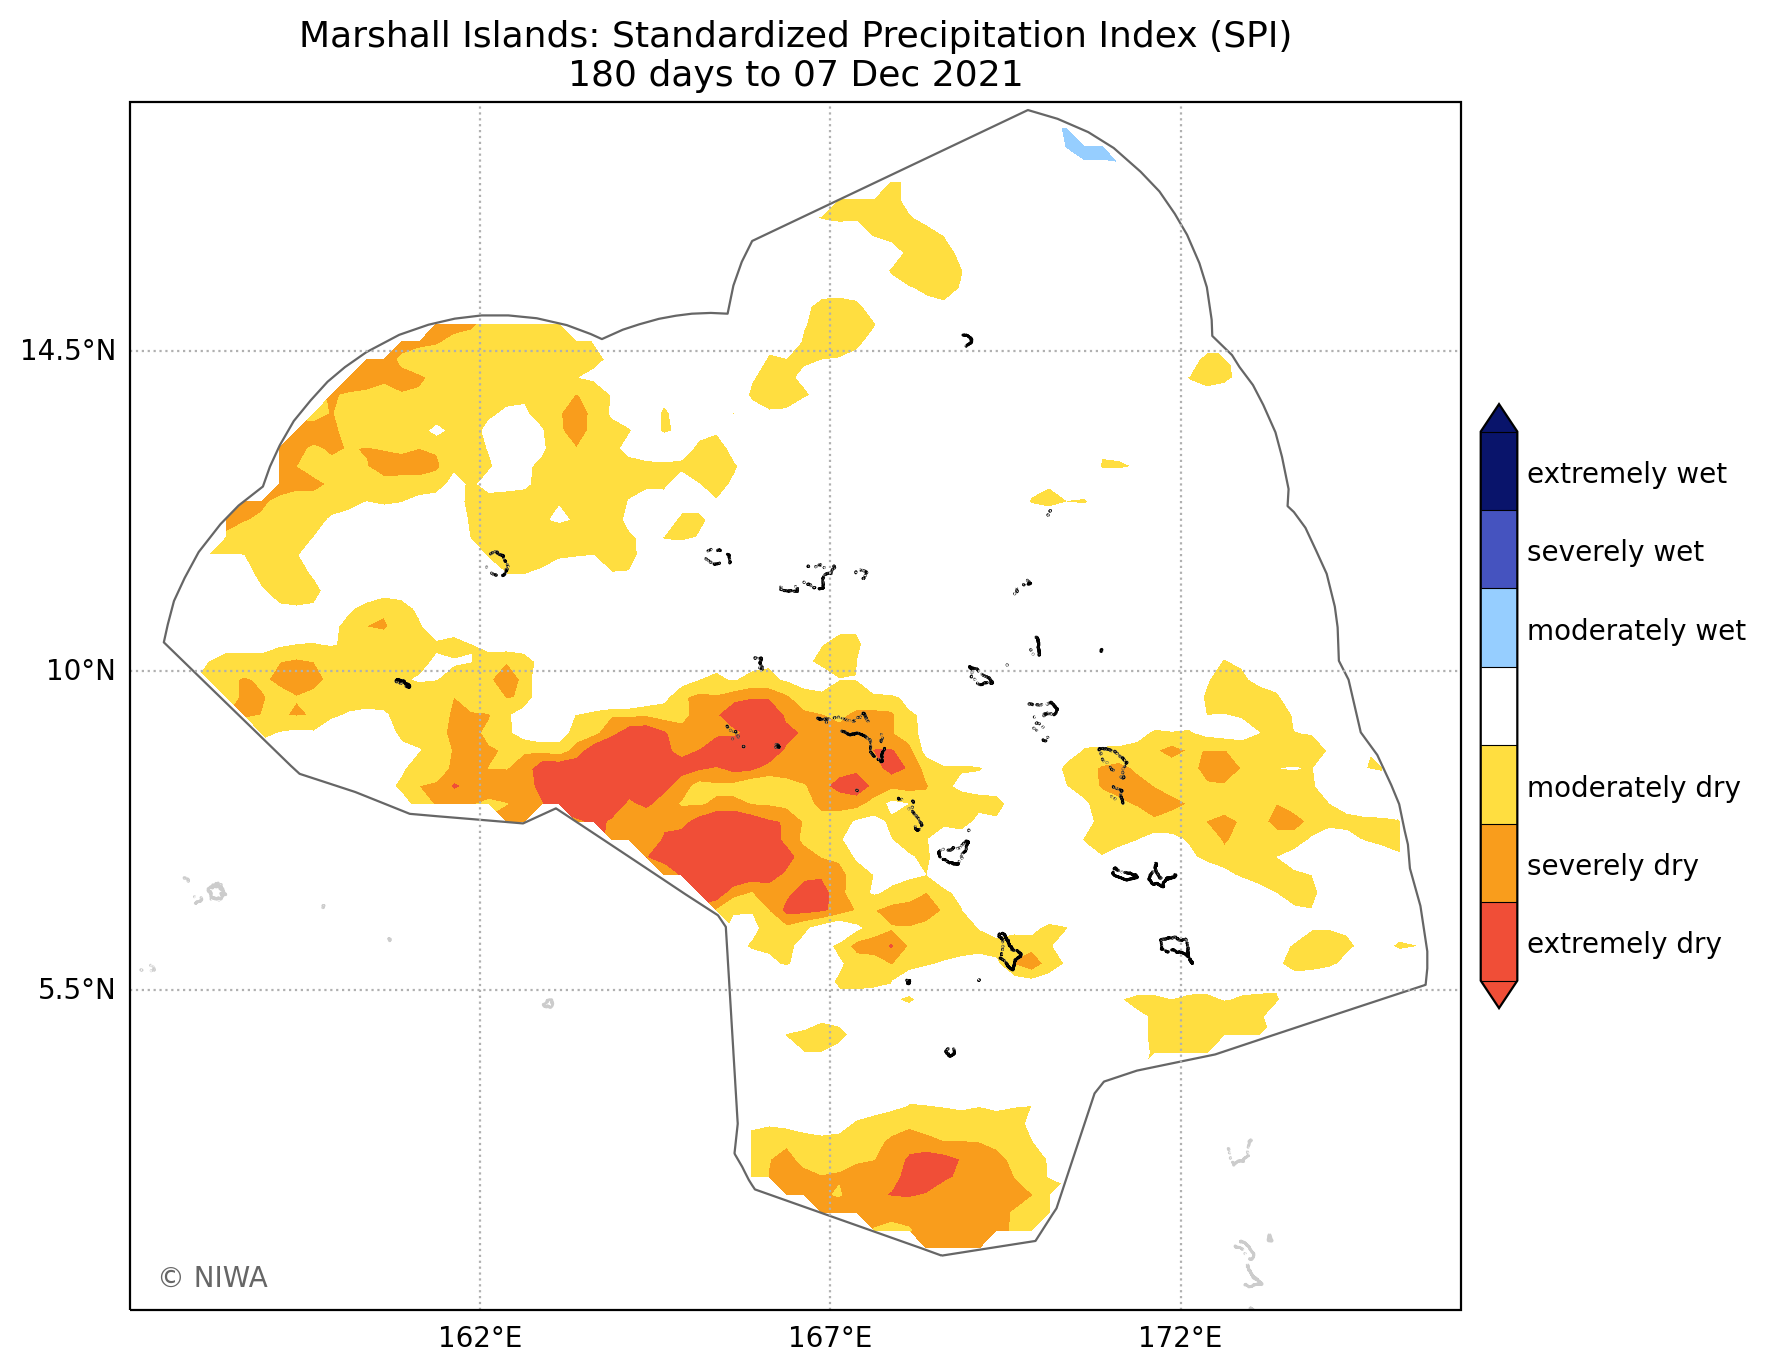 Marshall Islands: Standardized Precipitation Index (SPI)
180 days to 07 Dec 2021
14.5°N
10°N
5.5°N
162°E
167°E
172°E
extremely wet
severely wet
moderately wet
moderately dry
severely dry
extremely dry
© NIWA